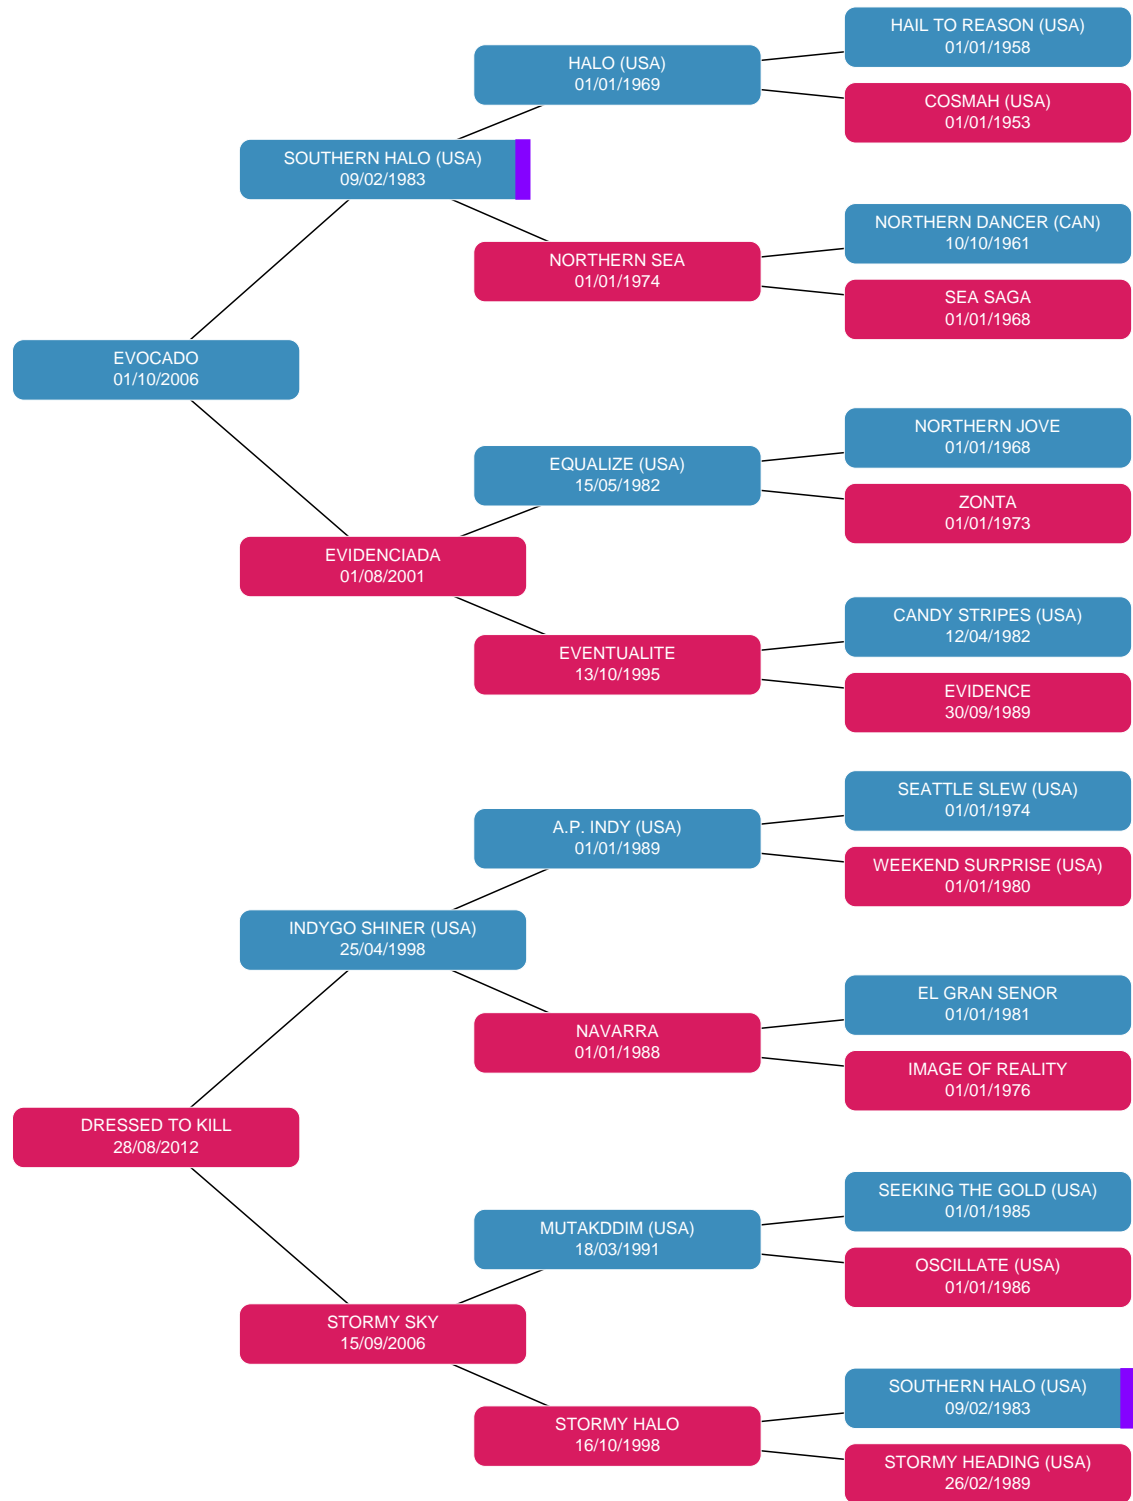 HAIL TO REASON (USA)
01/01/1958
HALO (USA)
01/01/1969
COSMAH (USA)
01/01/1953
SOUTHERN HALO (USA)
09/02/1983
NORTHERN DANCER (CAN)
10/10/1961
NORTHERN SEA
01/01/1974
SEA SAGA
01/01/1968
EVOCADO
01/10/2006
NORTHERN JOVE
01/01/1968
EQUALIZE (USA)
15/05/1982
ZONTA
01/01/1973
EVIDENCIADA
01/08/2001
CANDY STRIPES (USA)
12/04/1982
EVENTUALITE
13/10/1995
EVIDENCE
30/09/1989
SEATTLE SLEW (USA)
01/01/1974
A.P. INDY (USA)
01/01/1989
WEEKEND SURPRISE (USA)
01/01/1980
INDYGO SHINER (USA)
25/04/1998
EL GRAN SENOR
01/01/1981
NAVARRA
01/01/1988
IMAGE OF REALITY
01/01/1976
DRESSED TO KILL
28/08/2012
SEEKING THE GOLD (USA)
01/01/1985
MUTAKDDIM (USA)
18/03/1991
OSCILLATE (USA)
01/01/1986
STORMY SKY
15/09/2006
SOUTHERN HALO (USA)
09/02/1983
STORMY HALO
16/10/1998
STORMY HEADING (USA)
26/02/1989